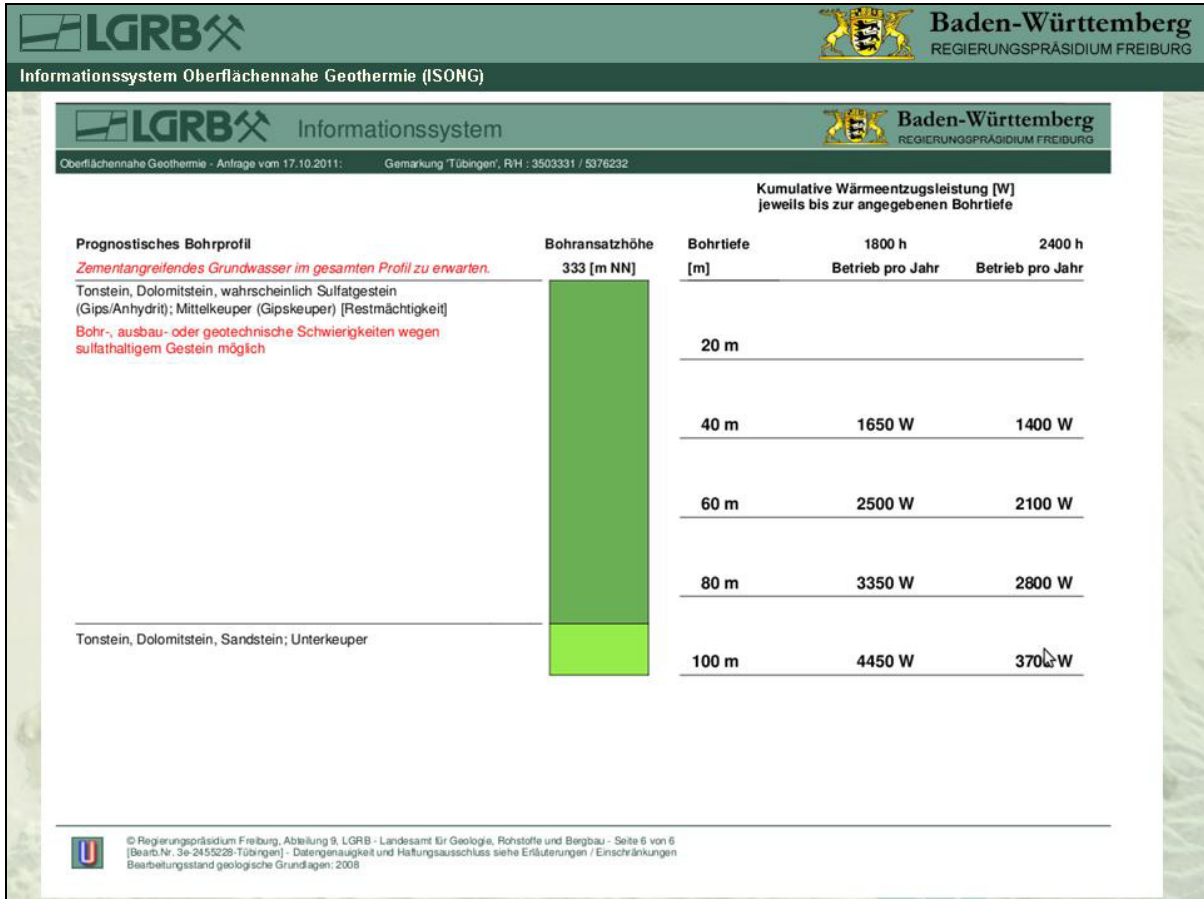 LGRB
Baden-Württemberg
REGIERUNGSPRÄSIDIUM FREIBURG
Informationssystem Oberflächennahe Geothermie (ISONG)
LGRB Informationssystem
Baden-Württemberg
REGIERUNGSPRÄSIDIUM FREIBURG
Oberflächennahe Geothermie - Anfrage vom 17.10.2011: Gemarkung 'Tübingen', R/H : 3503331 / 5376232
Kumulative Wärmeentzugsleistung [W]
jeweils bis zur angegebenen Bohrtiefe
Prognostisches Bohrprofil Bohransatzhöhe Bohrtiefe 1800 h 2400 h
Zementangreifendes Grundwasser im gesamten Profil zu erwarten. 333 [m NN] [m] Betrieb pro Jahr Betrieb pro Jahr
Tonstein, Dolomitstein, wahrscheinlich Sulfatgestein
(Gips/Anhydrit); Mittelkeuper (Gipskeuper) [Restmächtigkeit]
Bohr-, ausbau- oder geotechnische Schwierigkeiten wegen
sulfathaltigem Gestein möglich
20 m
40 m 1650 W 1400 W
60 m 2500 W 2100 W
80 m 3350 W 2800 W
Tonstein, Dolomitstein, Sandstein; Unterkeuper
100 m 4450 W 3700 W
© Regierungspräsidium Freiburg, Abteilung 9, LGRB - Landesamt für Geologie, Rohstoffe und Bergbau - Seite 6 von 6
[Bearb.Nr. 3e-2455228-Tübingen] - Datengenauigkeit und Haftungsausschluss siehe Erläuterungen / Einschränkungen
Bearbeitungsstand geologische Grundlagen: 2008